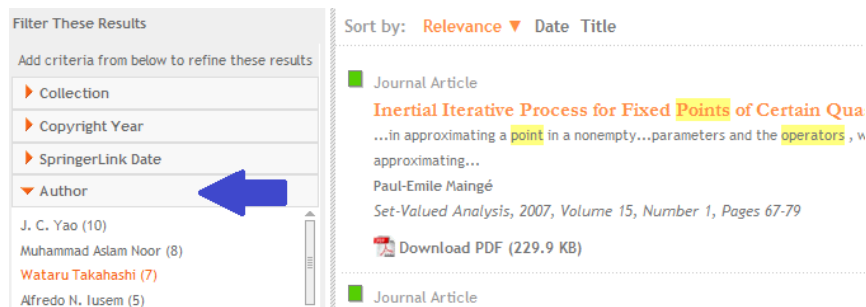 Filter These Results
Add criteria from below to refine these results
Collection
Copyright Year
SpringerLink Date
Author
J. C. Yao (10)
Muhammad Aslam Noor (8)
Wataru Takahashi (7)
Alfredo N. Iusem (5)
Sort by: Relevance ▼ Date Title
Journal Article
Inertial Iterative Process for Fixed Points of Certain Qua
...in approximating a point in a nonempty...parameters and the operators , w
approximating...
Paul-Emile Maingé
Set-Valued Analysis, 2007, Volume 15, Number 1, Pages 67-79
Download PDF (229.9 KB)
Journal Article